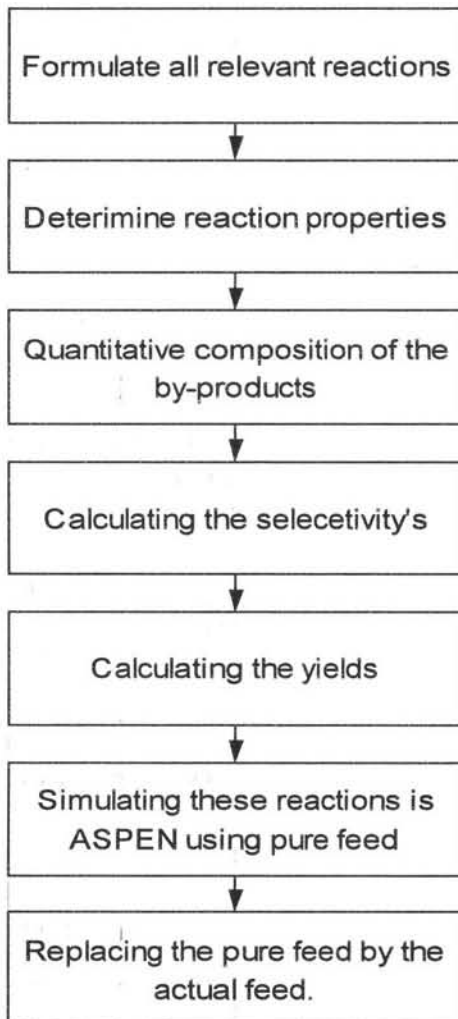 Formulate all relevant reactions
Deterimine reaction properties
Quantitative composition of the
by-products
Calculating the selecetivity's
Calculating the yields
Simulating these reactions is
ASPEN using pure feed
Replacing the pure feed by the
actual feed.